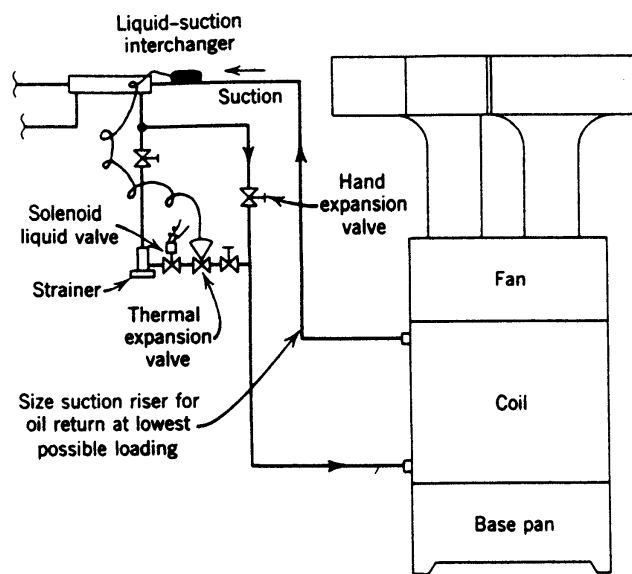 Liquid-suction
interchanger
Suction
Hand
expansion
valve
Solenoid
liquid valve
Strainer
Thermal
expansion
valve
Fan
Size suction riser for
oil return at lowest
possible loading
Coil
Base pan